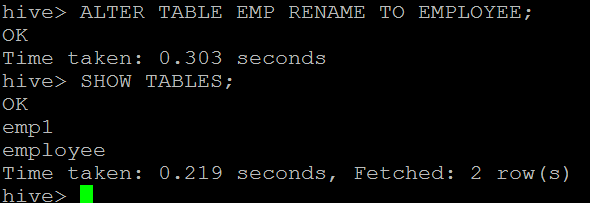 hive> ALTER TABLE EMP RENAME TO EMPLOYEE;
OK
Time taken: 0.303 seconds
hive> SHOW TABLES;
OK
emp1
employee
Time taken: 0.219 seconds, Fetched: 2 row(s)
hive>